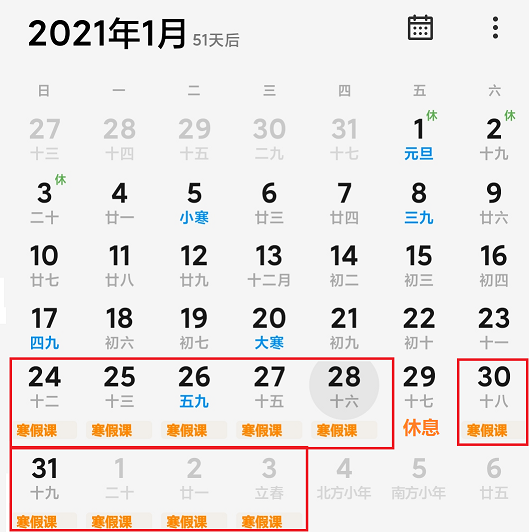 2021年1月 51天后
日 一 二 三 四 五 六
27 28 29 30 31 1休 2休
十三 十四 十五 二九 十七 元旦 十九
3休 4 5 6 7 8 9
二十 廿一 小寒 廿三 廿四 三九 廿六
10 11 12 13 14 15 16
廿七 廿八 廿九 十二月 初二 初三 初四
17 18 19 20 21 22 23
四九 初六 初七 大寒 初九 初十 十一
24 25 26 27 28 29 30
十二 十三 五九 十五 十六 十七 十八
寒假课 寒假课 寒假课 寒假课 寒假课 休息 寒假课
31 1 2 3 4 5 6
十九 二十 廿一 立春 北方小年 南方小年 廿五
寒假课 寒假课 寒假课 寒假课